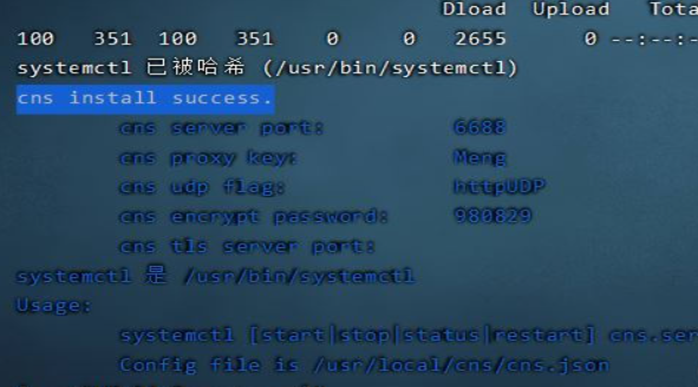 Dload Upload Tota
100 351 100 351 0 0 2655 0 --:--:-
systemctl 已被哈希 (/usr/bin/systemctl)
cns install success.
cns server port: 6688
cns proxy key: Meng
cns udp flag: httpUDP
cns encrypt password: 980829
cns tls server port:
systemctl 是 /usr/bin/systemctl
Usage:
systemctl [start|stop|status|restart] cns.ser
Config file is /usr/local/cns/cns.json